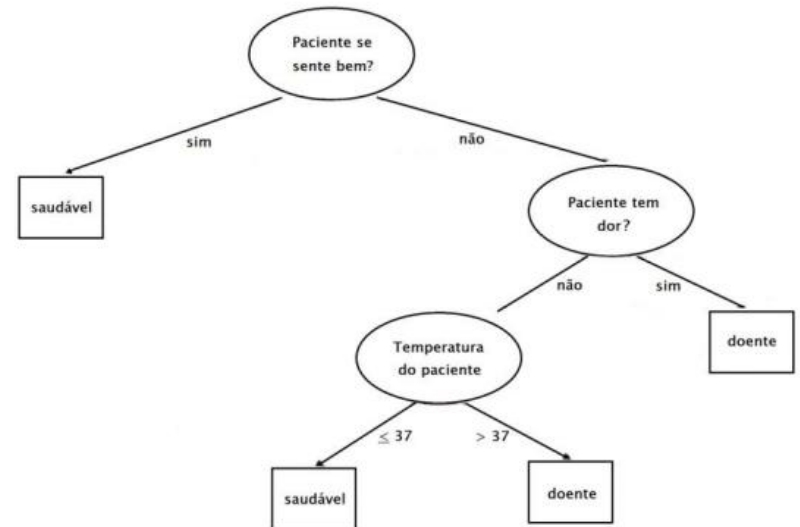 Paciente se
sente bem?
sim
não
saudável
Paciente tem
dor?
não
sim
Temperatura
do paciente
doente
≤ 37
> 37
saudável
doente